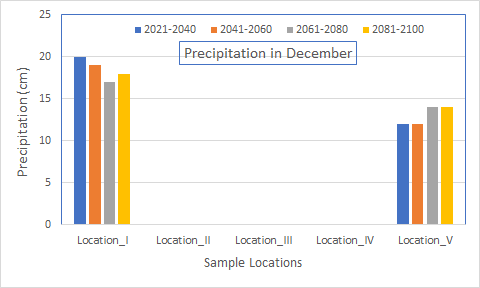 25
2021-2040 2041-2060 2061-2080 2081-2100
Precipitation in December
20
15
10
5
0
Precipitation (cm)
Location_I Location_II Location_III Location_IV Location_V
Sample Locations